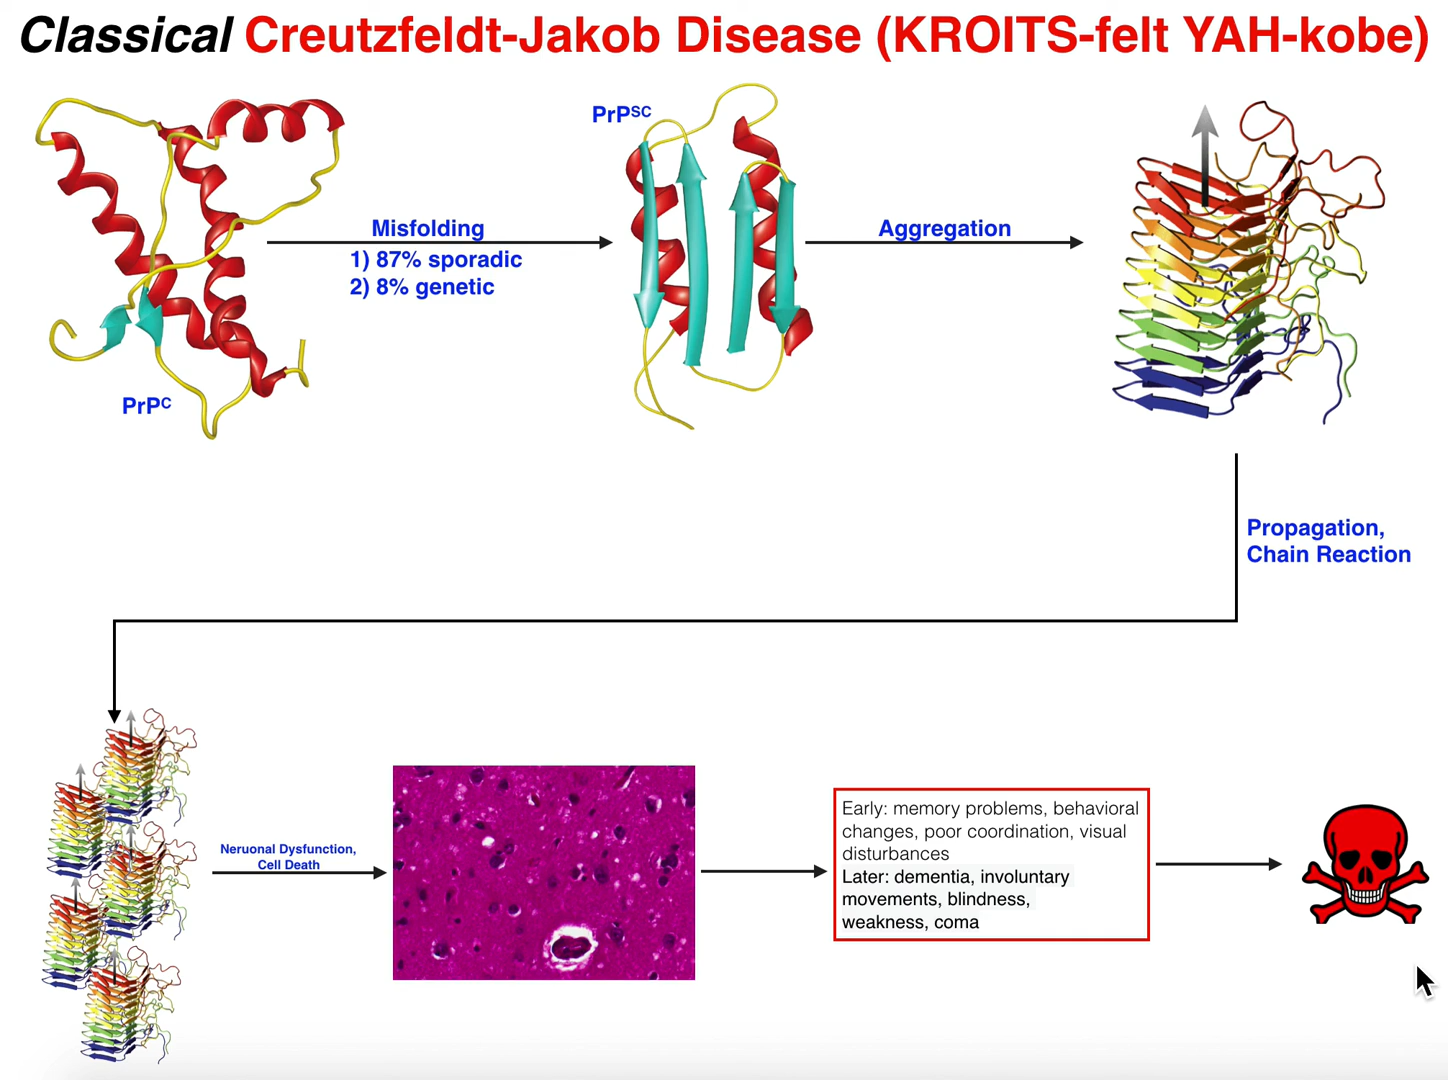 Classical Creutzfeldt-Jakob Disease (KROITS-felt YAH-kobe)
PrPSC
Misfolding
1) 87% sporadic
2) 8% genetic
Aggregation
PrPC
Propagation,
Chain Reaction
Neruonal Dysfunction,
Cell Death
Early: memory problems, behavioral
changes, poor coordination, visual
disturbances
Later: dementia, involuntary
movements, blindness,
weakness, coma